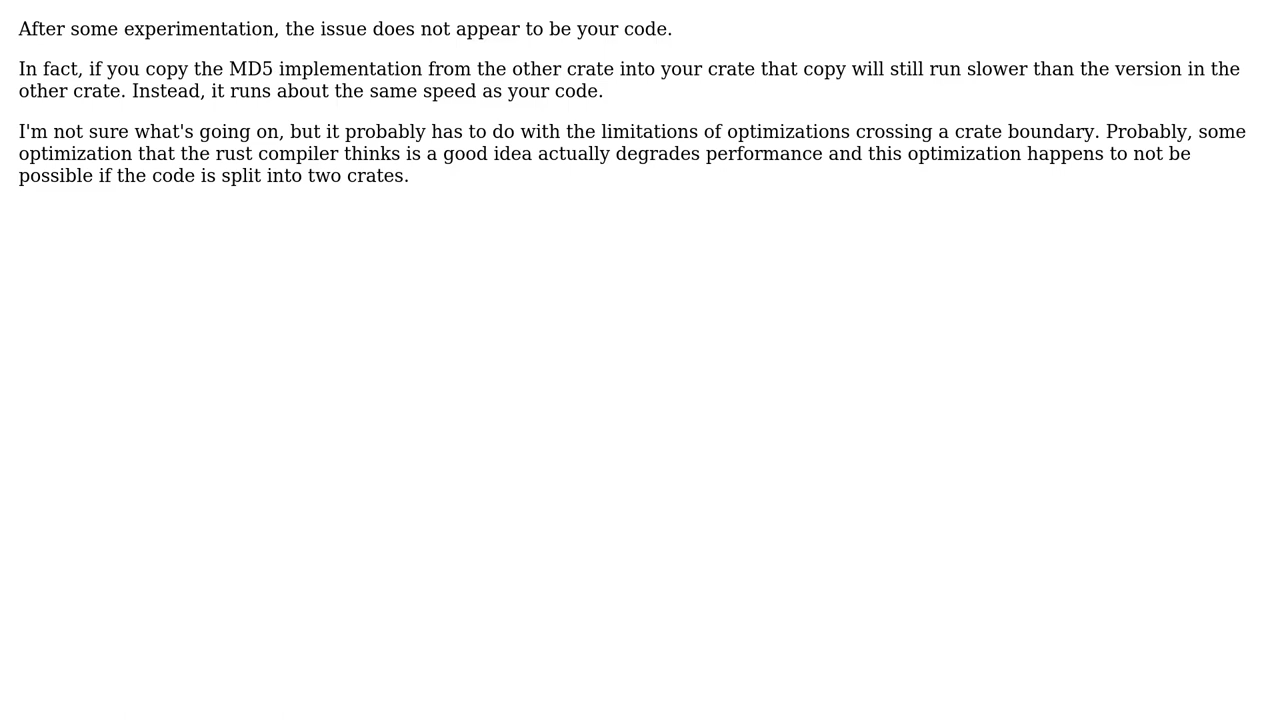 After some experimentation, the issue does not appear to be your code.
In fact, if you copy the MD5 implementation from the other crate into your crate that copy will still run slower than the version in the
other crate. Instead, it runs about the same speed as your code.
I'm not sure what's going on, but it probably has to do with the limitations of optimizations crossing a crate boundary. Probably, some
optimization that the rust compiler thinks is a good idea actually degrades performance and this optimization happens to not be
possible if the code is split into two crates.